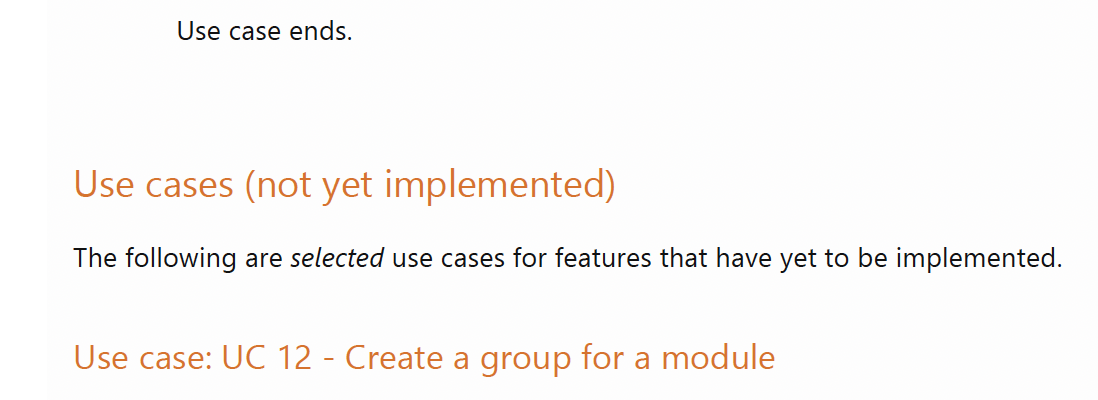 Use case ends.
Use cases (not yet implemented)
The following are selected use cases for features that have yet to be implemented.
Use case: UC 12 - Create a group for a module